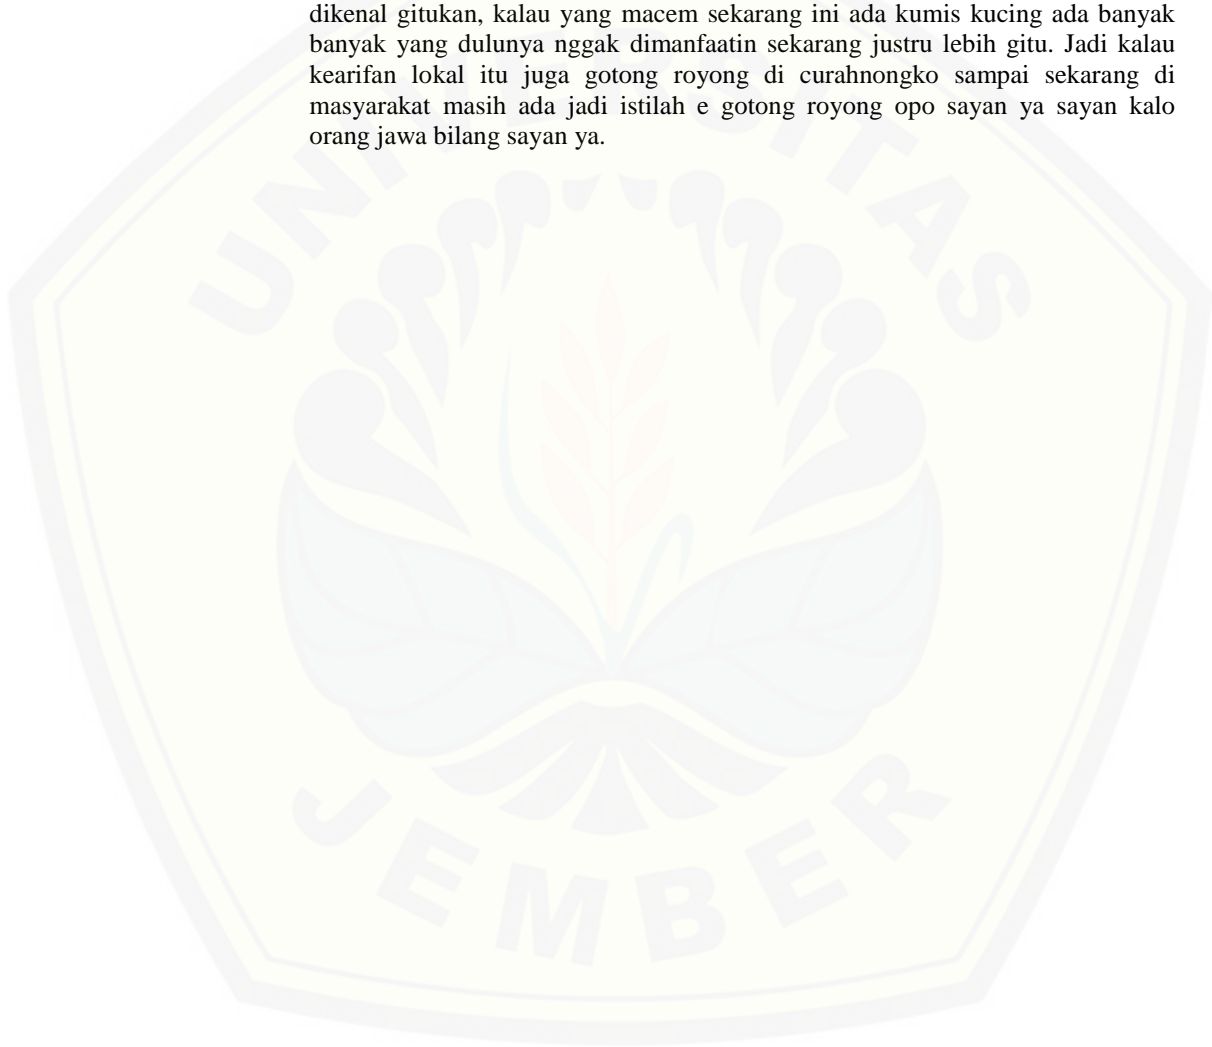 dikenal gitukan, kalau yang macem sekarang ini ada kumis kucing ada banyak
banyak yang dulunya nggak dimanfaatin sekarang justru lebih gitu. Jadi kalau
kearifan lokal itu juga gotong royong di curahnongko sampai sekarang di
masyarakat masih ada jadi istilah e gotong royong opo sayan ya sayan kalo
orang jawa bilang sayan ya.
UNIVERSITAS
JEMBER